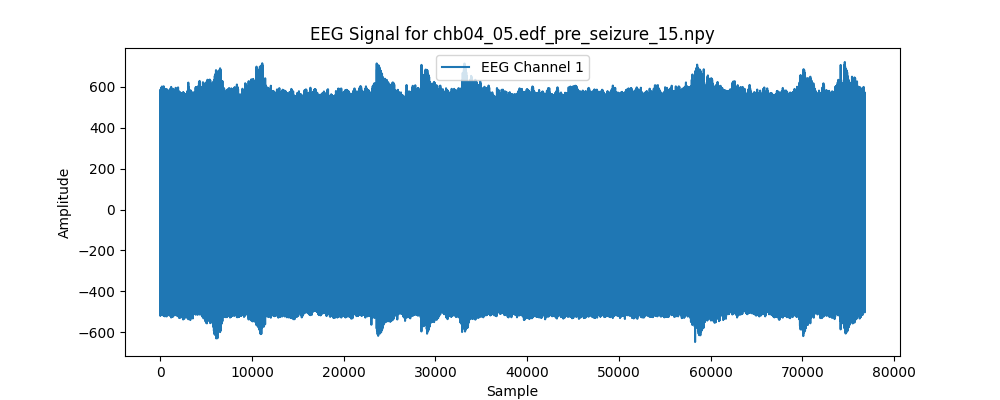 EEG Signal for chb04_05.edf_pre_seizure_15.npy
EEG Channel 1
600
400
200
0
−200
−400
−600
Amplitude
0 10000 20000 30000 40000 50000 60000 70000 80000
Sample